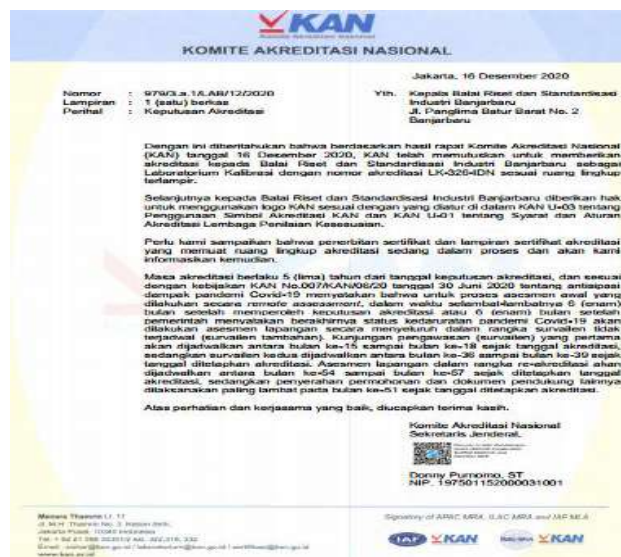 KAN
Komite Akreditasi Nasional
KOMITE AKREDITASI NASIONAL
Jakarta, 16 Desember 2020
Nomor : 979/3.a.1/LAB/12/2020
Lampiran : 1 (satu) berkas
Perihal : Keputusan Akreditasi
Yth. Kepala Balai Riset dan Standardisasi
Industri Banjarbaru
Jl. Panglima Batur Barat No. 2
Banjarbaru
Dengan ini diberitahukan bahwa berdasarkan hasil rapat Komite Akreditasi Nasional
(KAN) tanggal 16 Desember 2020, KAN telah memutuskan untuk memberikan
akreditasi kepada Balai Riset dan Standardisasi Industri Banjarbaru sebagai
Laboratorium Kalibrasi dengan nomor akreditasi LK-326-IDN sesuai ruang lingkup
terlampir.
Selanjutnya kepada Balai Riset dan Standardisasi Industri Banjarbaru diberikan hak
untuk menggunakan logo KAN sesuai dengan yang diatur di dalam KAN U-03 tentang
Penggunaan Simbol Akreditasi KAN dan KAN U-01 tentang Syarat dan Aturan
Akreditasi Lembaga Penilaian Kesesuaian.
Perlu kami sampaikan bahwa penerbitan sertifikat dan lampiran sertifikat akreditasi
yang memuat ruang lingkup akreditasi sedang dalam proses dan akan kami
informasikan kemudian.
Masa akreditasi berlaku 5 (lima) tahun dari tanggal keputusan akreditasi, dan sesuai
dengan kebijakan KAN No.007/KAN/06/20 tanggal 30 Juni 2020 tentang antisipasi
dampak pandemi Covid-19 menyatakan bahwa untuk proses asesmen awal yang
dilakukan secara remote assessment, dalam waktu selambat-lambatnya 6 (enam)
bulan setelah memperoleh keputusan akreditasi atau 6 (enam) bulan setelah
pemerintah menyatakan berakhirnya status kedaruratan pandemi Covid-19 akan
dilakukan asesmen lapangan secara menyeluruh dalam rangka survailen tidak
terjadwal (survailen tambahan). Kunjungan pengawasan (survailen) yang pertama
akan dijadwalkan antara bulan ke-15 sampai bulan ke-18 sejak tanggal akreditasi,
sedangkan survailen kedua dijadwalkan antara bulan ke-36 sampai bulan ke-39 sejak
tanggal ditetapkan akreditasi. Asesmen lapangan dalam rangka re-akreditasi akan
dijadwalkan antara bulan ke-54 sampai bulan ke-57 sejak ditetapkan tanggal
akreditasi, sedangkan penyerahan permohonan dan dokumen pendukung lainnya
dilaksanakan paling lambat pada bulan ke-51 sejak tanggal ditetapkan akreditasi.
Atas perhatian dan kerjasama yang baik, diucapkan terima kasih.
Komite Akreditasi Nasional
Sekretaris Jenderal,
Donny Purnomo, ST
NIP. 197501152000031001
Menara Thamrin Lt. 11
Jl. M.H. Thamrin No. 3
Signatory of APAC MRA, ILAC MRA and IAF MLA
IAF KAN KAN